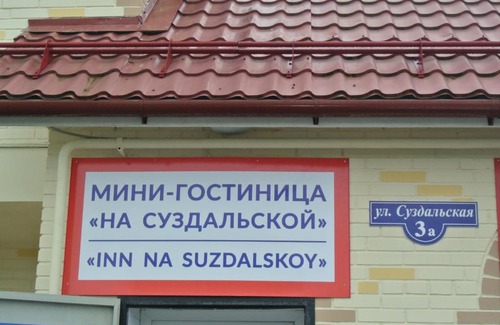 МИНИ-ГОСТИНИЦА
«НА СУЗДАЛЬСКОЙ»
«INN NA SUZDALSKOY»
ул. Суздальская
3а